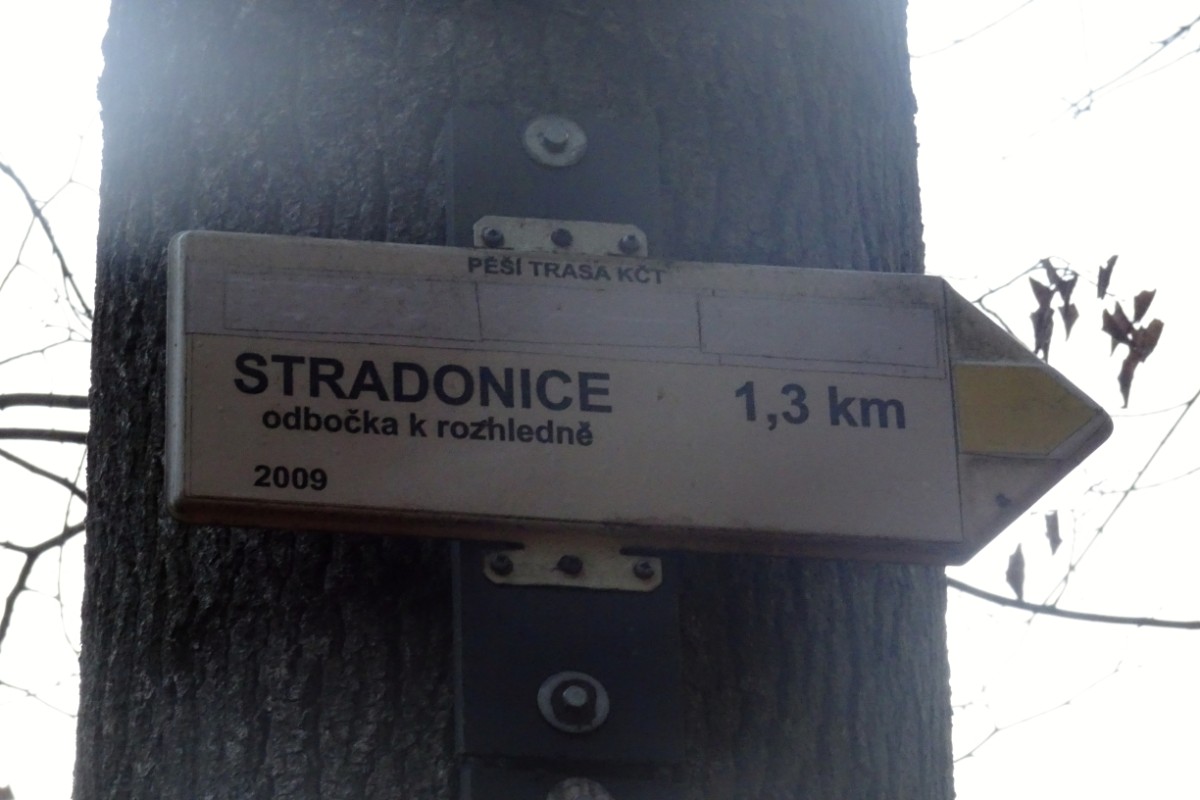 PĚŠÍ TRASA KČT
STRADONICE 1,3 km
odbočka k rozhledně
2009